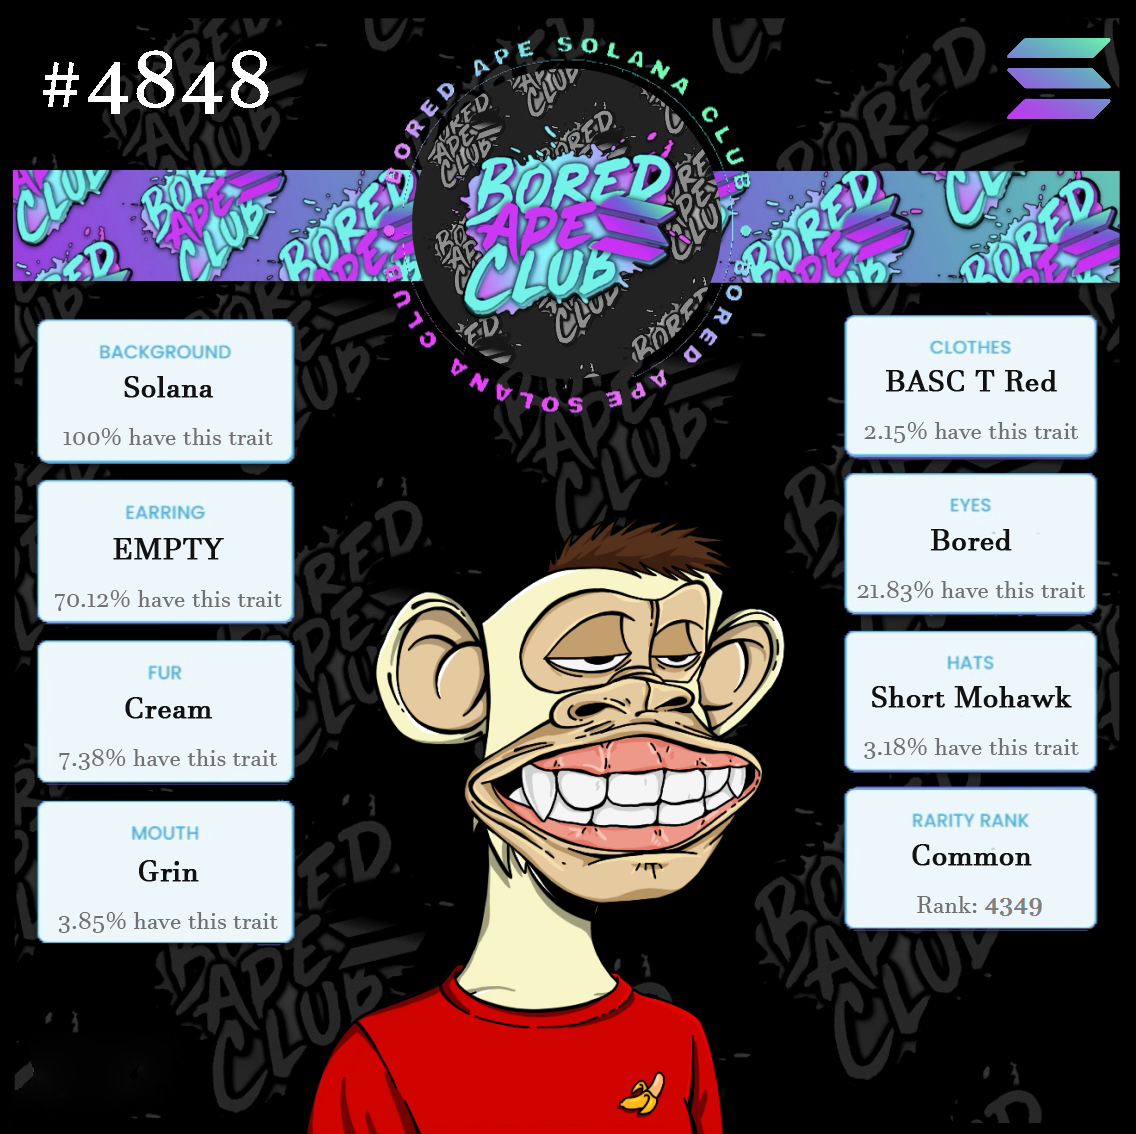 #4848
BORED APE SOLANA CLUB
BORED APE SOLANA CLUB
BORED
APE
CLUB
BACKGROUND
Solana
100% have this trait
EARRING
EMPTY
70.12% have this trait
FUR
Cream
7.38% have this trait
MOUTH
Grin
3.85% have this trait
CLOTHES
BASC T Red
2.15% have this trait
EYES
Bored
21.83% have this trait
HATS
Short Mohawk
3.18% have this trait
RARITY RANK
Common
Rank: 4349